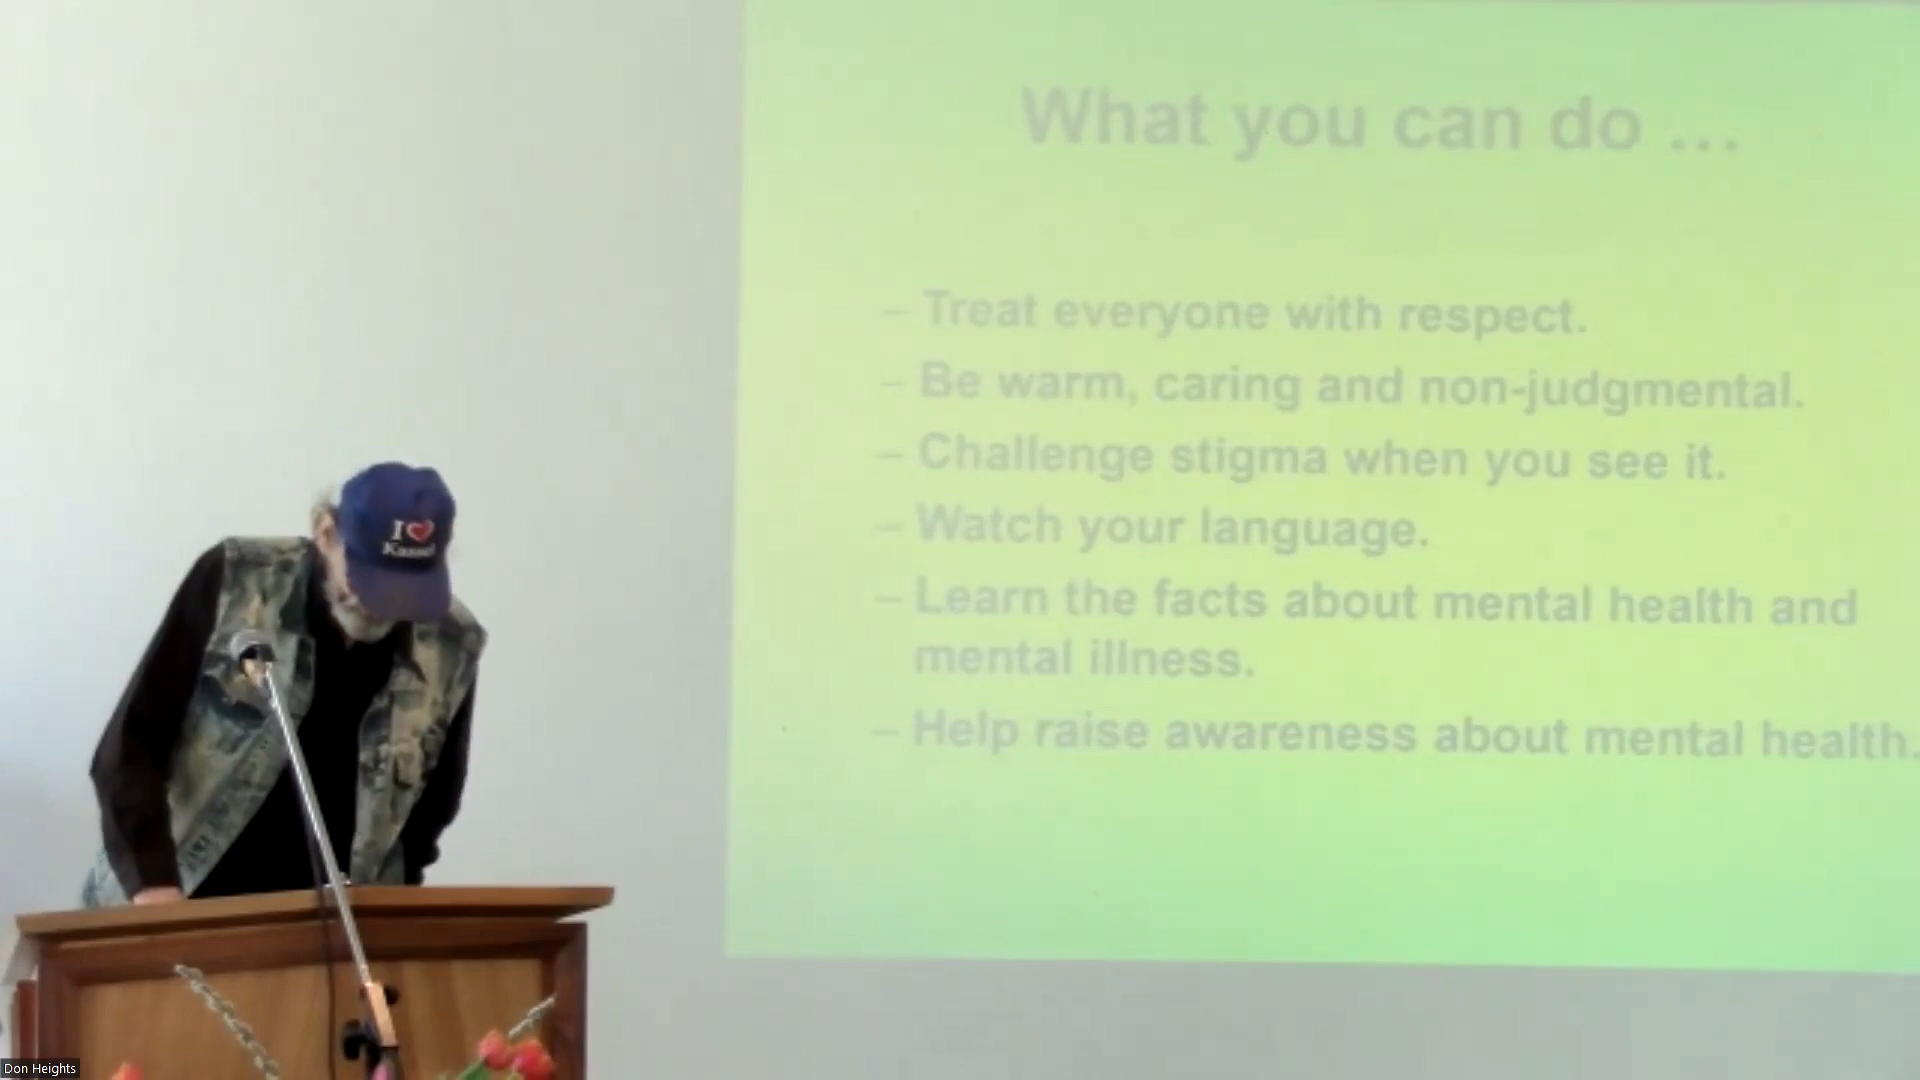 What you can do ...
– Treat everyone with respect.
– Be warm, caring and non-judgmental.
– Challenge stigma when you see it.
– Watch your language.
– Learn the facts about mental health and
mental illness.
– Help raise awareness about mental health.
I ❤
Kassel
Don Heights